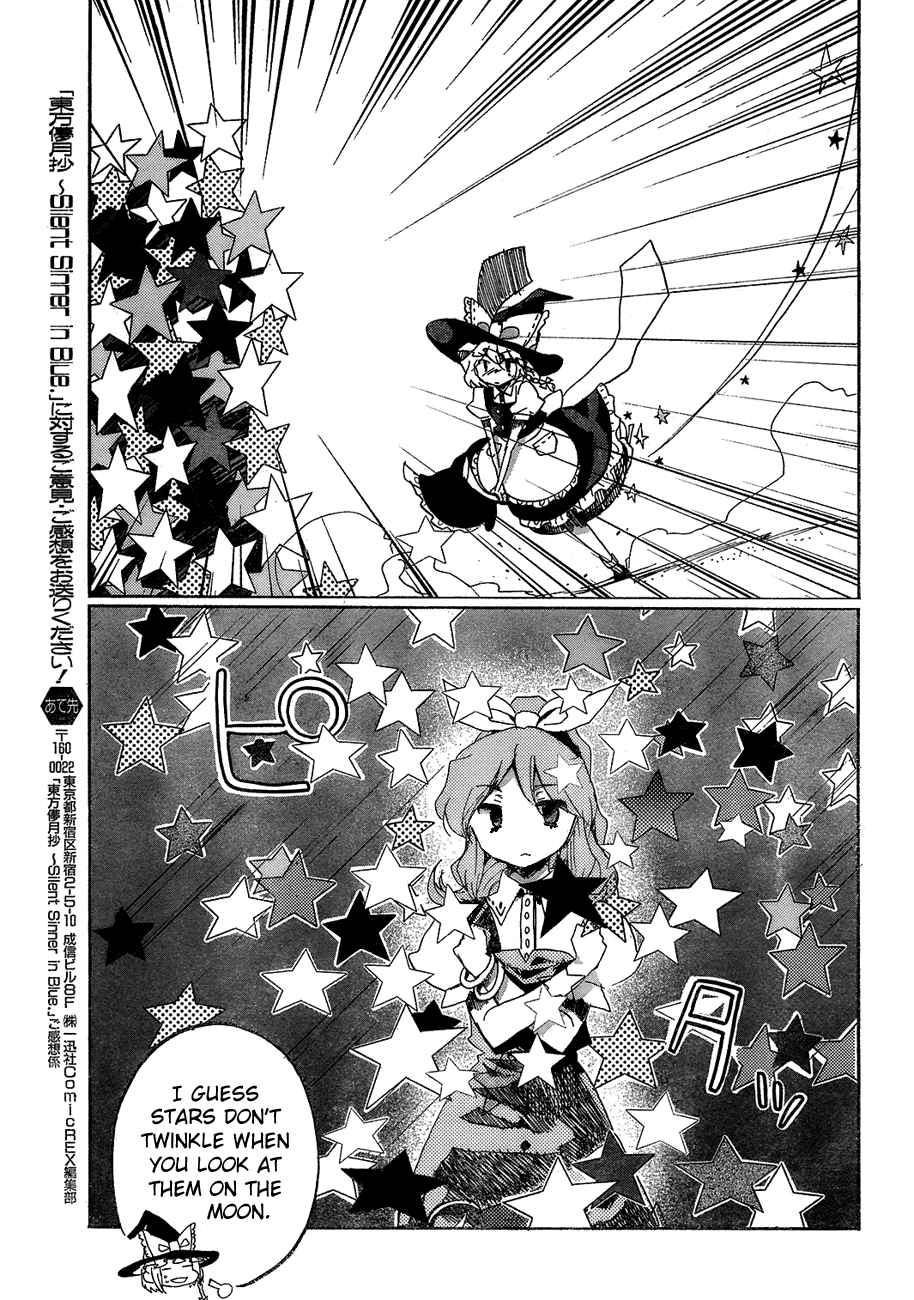 「東方儚月抄 ～Silent Sinner in Blue.」に対するご意見・ご感想をお送りください！
あて先
〒160-0022 東京都新宿区新宿2-5-10 成信ビル8F ㈱一迅社ComicREX編集部
「東方儚月抄 ～Silent Sinner in Blue.」ご感想係
ピタ
I GUESS
STARS DON'T
TWINKLE WHEN
YOU LOOK AT
THEM ON THE
MOON.